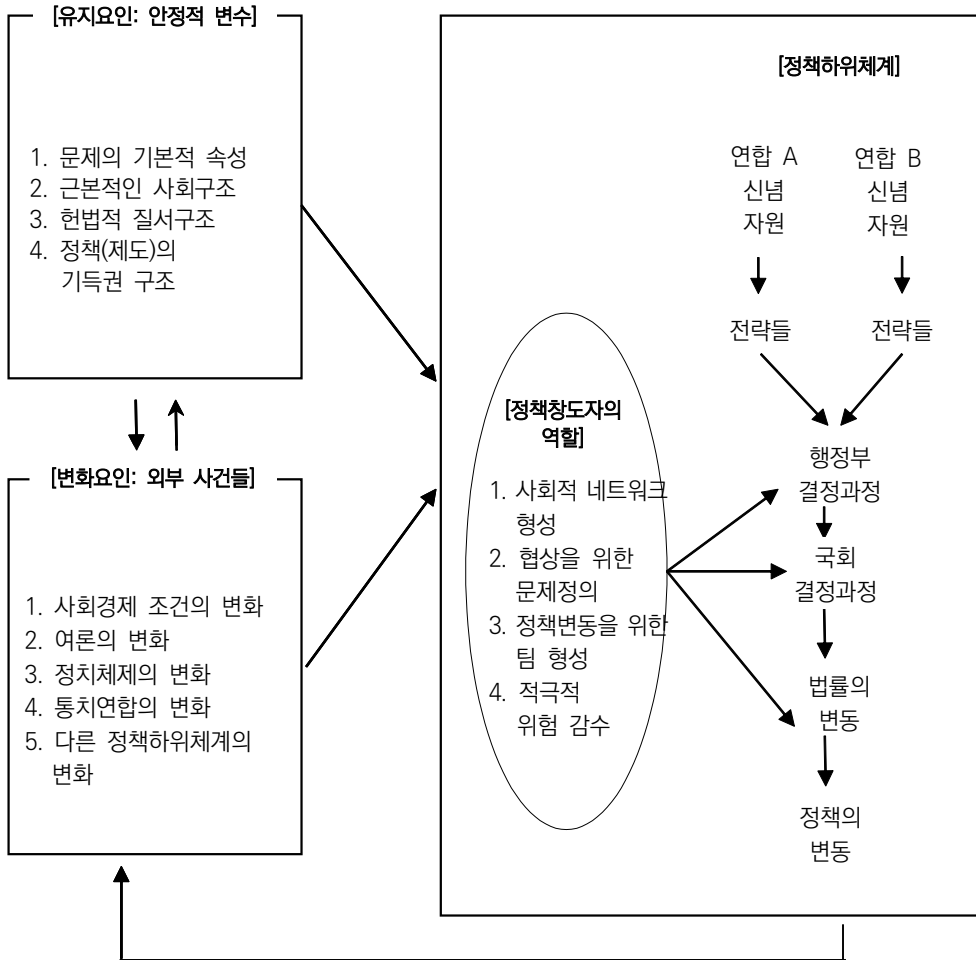 [유지요인: 안정적 변수]
1. 문제의 기본적 속성
2. 근본적인 사회구조
3. 헌법적 질서구조
4. 정책(제도)의
기득권 구조
[변화요인: 외부 사건들]
1. 사회경제 조건의 변화
2. 여론의 변화
3. 정치체제의 변화
4. 통치연합의 변화
5. 다른 정책하위체계의
변화
[정책하위체계]
연합 A
신념
자원
연합 B
신념
자원
전략들
전략들
[정책창도자의
역할]
1. 사회적 네트워크
형성
2. 협상을 위한
문제정의
3. 정책변동을 위한
팀 형성
4. 적극적
위험 감수
행정부
결정과정
국회
결정과정
법률의
변동
정책의
변동